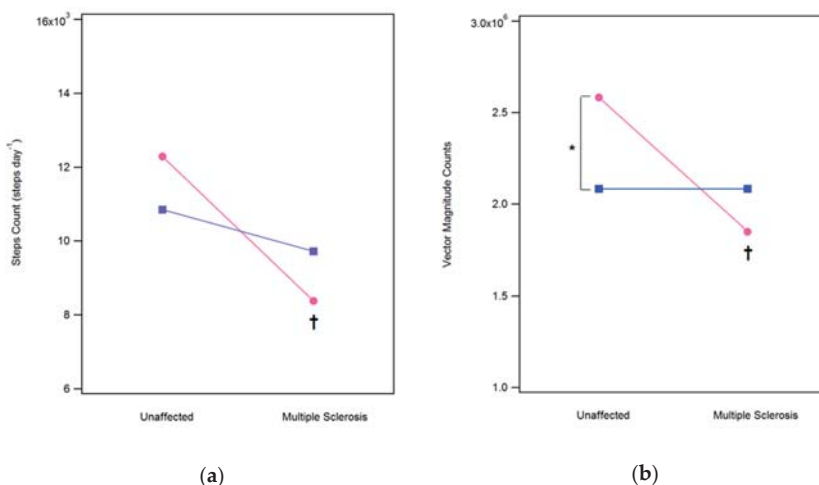 16x10³
14
12
10
8
6
Steps Count (steps day⁻¹)
Unaffected
Multiple Sclerosis
†
(a)
3.0x10⁶
2.5
2.0
1.5
1.0
Vector Magnitude Counts
*
Unaffected
Multiple Sclerosis
†
(b)